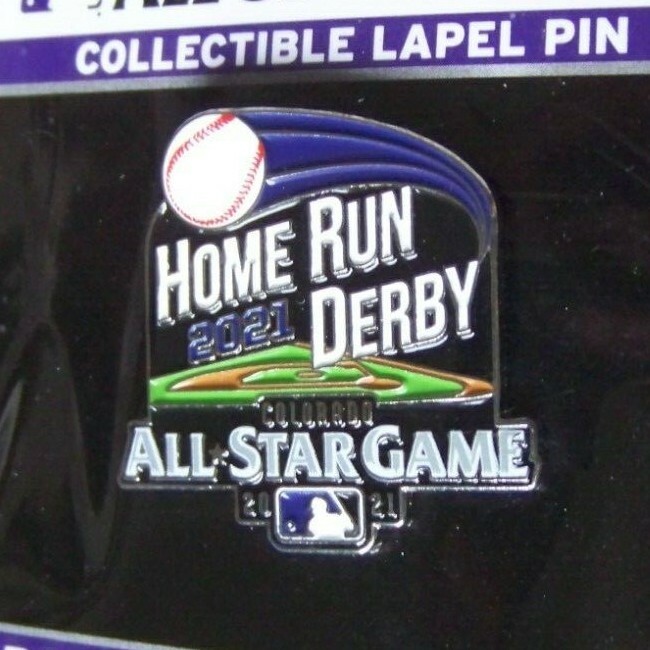 COLLECTIBLE LAPEL PIN
HOME RUN
2021 DERBY
COLORADO
ALL★STAR GAME
20 21